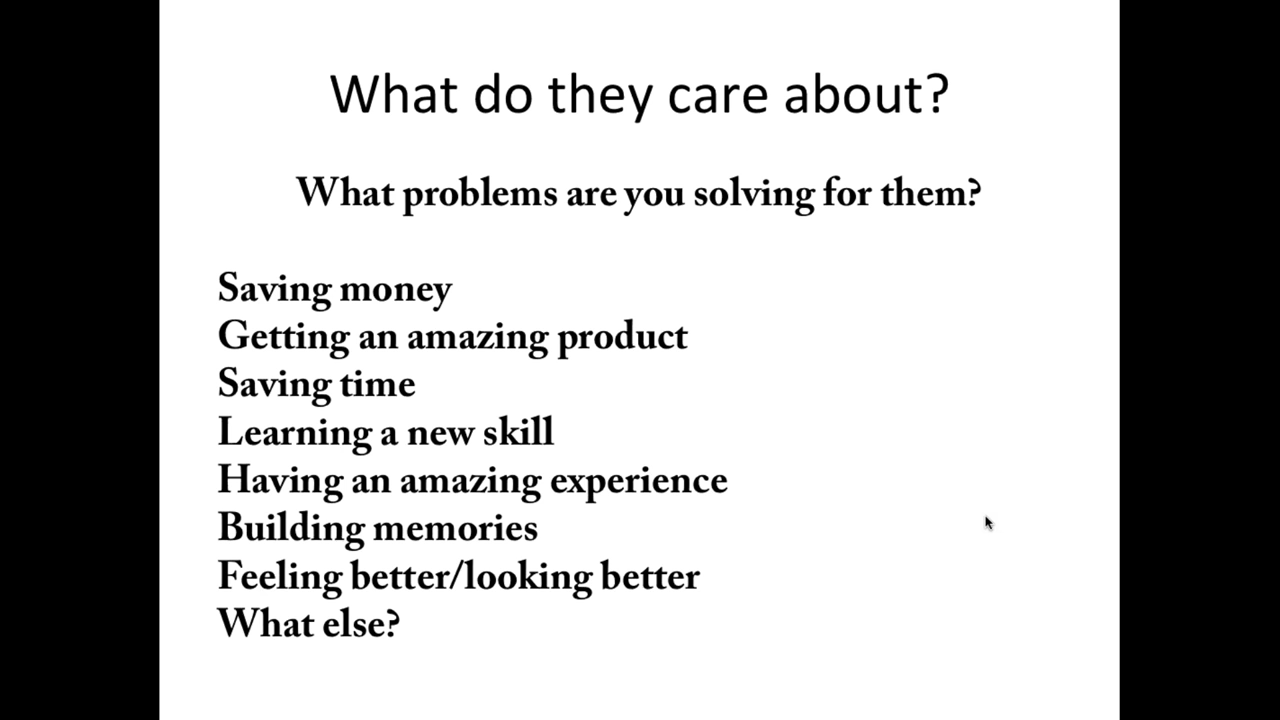 What do they care about?
What problems are you solving for them?
Saving money
Getting an amazing product
Saving time
Learning a new skill
Having an amazing experience
Building memories
Feeling better/looking better
What else?